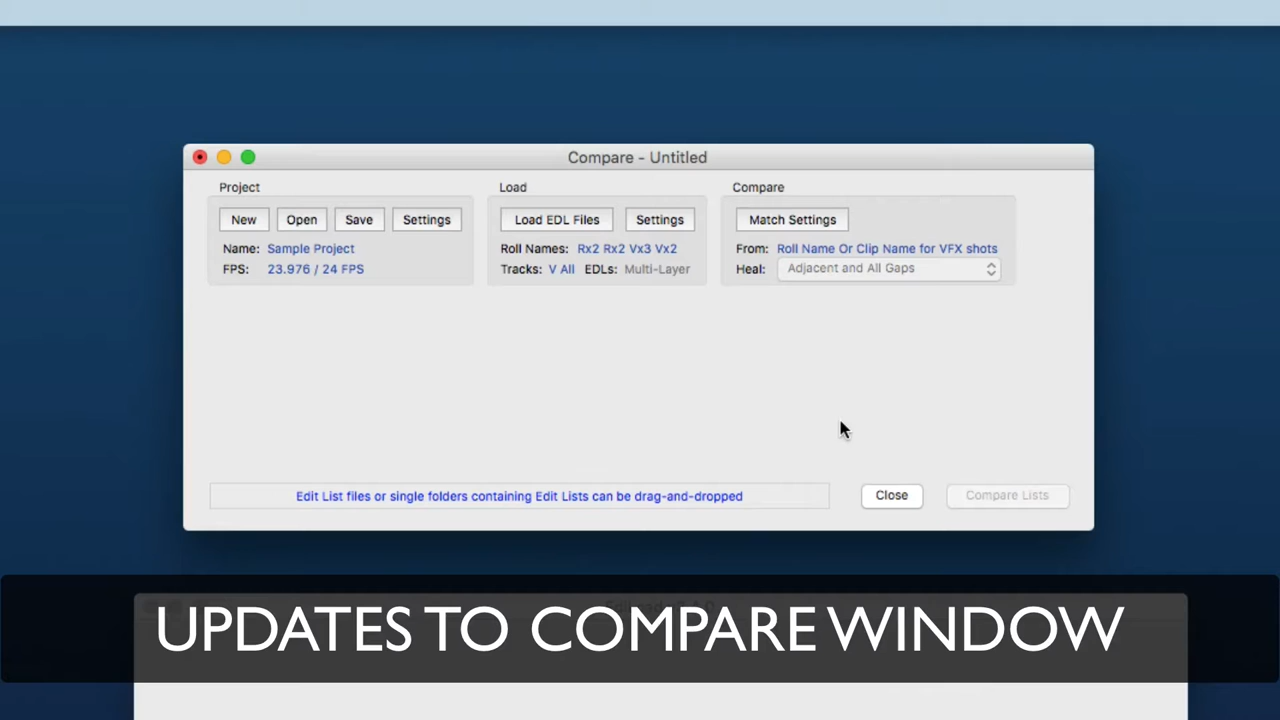 Compare - Untitled
Project
Load
Compare
New Open Save Settings
Load EDL Files Settings
Match Settings
Name: Sample Project
Roll Names: Rx2 Rx2 Vx3 Vx2
From: Roll Name Or Clip Name for VFX shots
FPS: 23.976 / 24 FPS
Tracks: V All EDLs: Multi-Layer
Heal: Adjacent and All Gaps
Edit List files or single folders containing Edit Lists can be drag-and-dropped
Close
Compare Lists
UPDATES TO COMPARE WINDOW